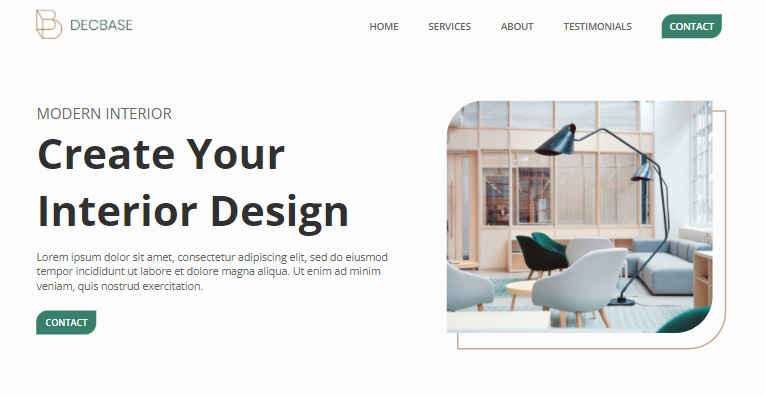 DECBASE
HOME SERVICES ABOUT TESTIMONIALS CONTACT
MODERN INTERIOR
Create Your
Interior Design
Lorem ipsum dolor sit amet, consectetur adipiscing elit, sed do eiusmod
tempor incididunt ut labore et dolore magna aliqua. Ut enim ad minim
veniam, quis nostrud exercitation.
CONTACT